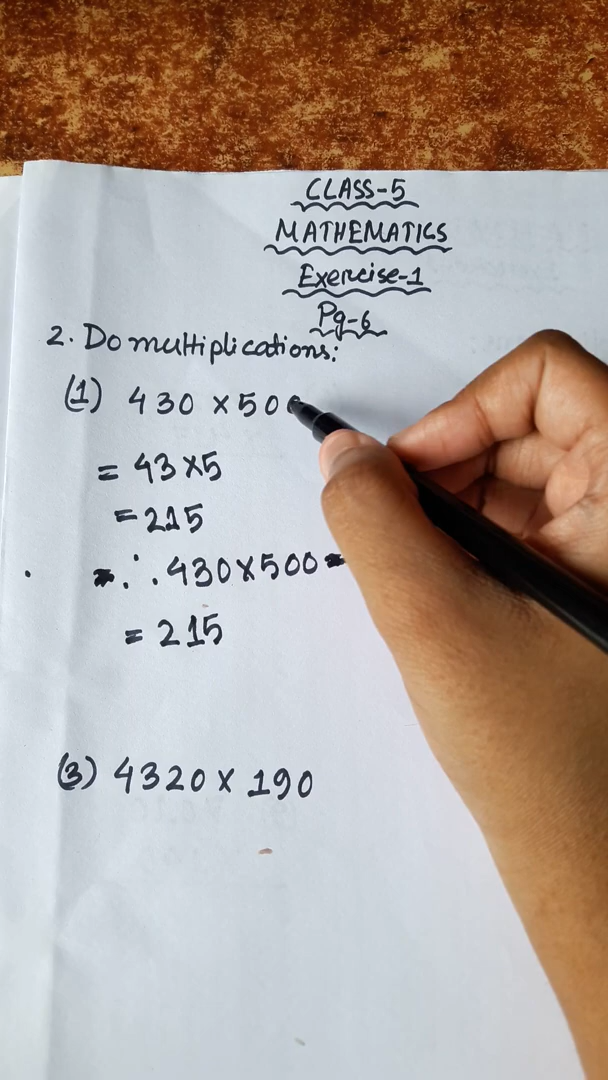 CLASS-5
MATHEMATICS
Exercise-1
Pg-6
2. Do multiplications:
(1) 430 × 500
= 43 × 5
= 215
∴ 430 × 500
= 215
(3) 4320 × 190